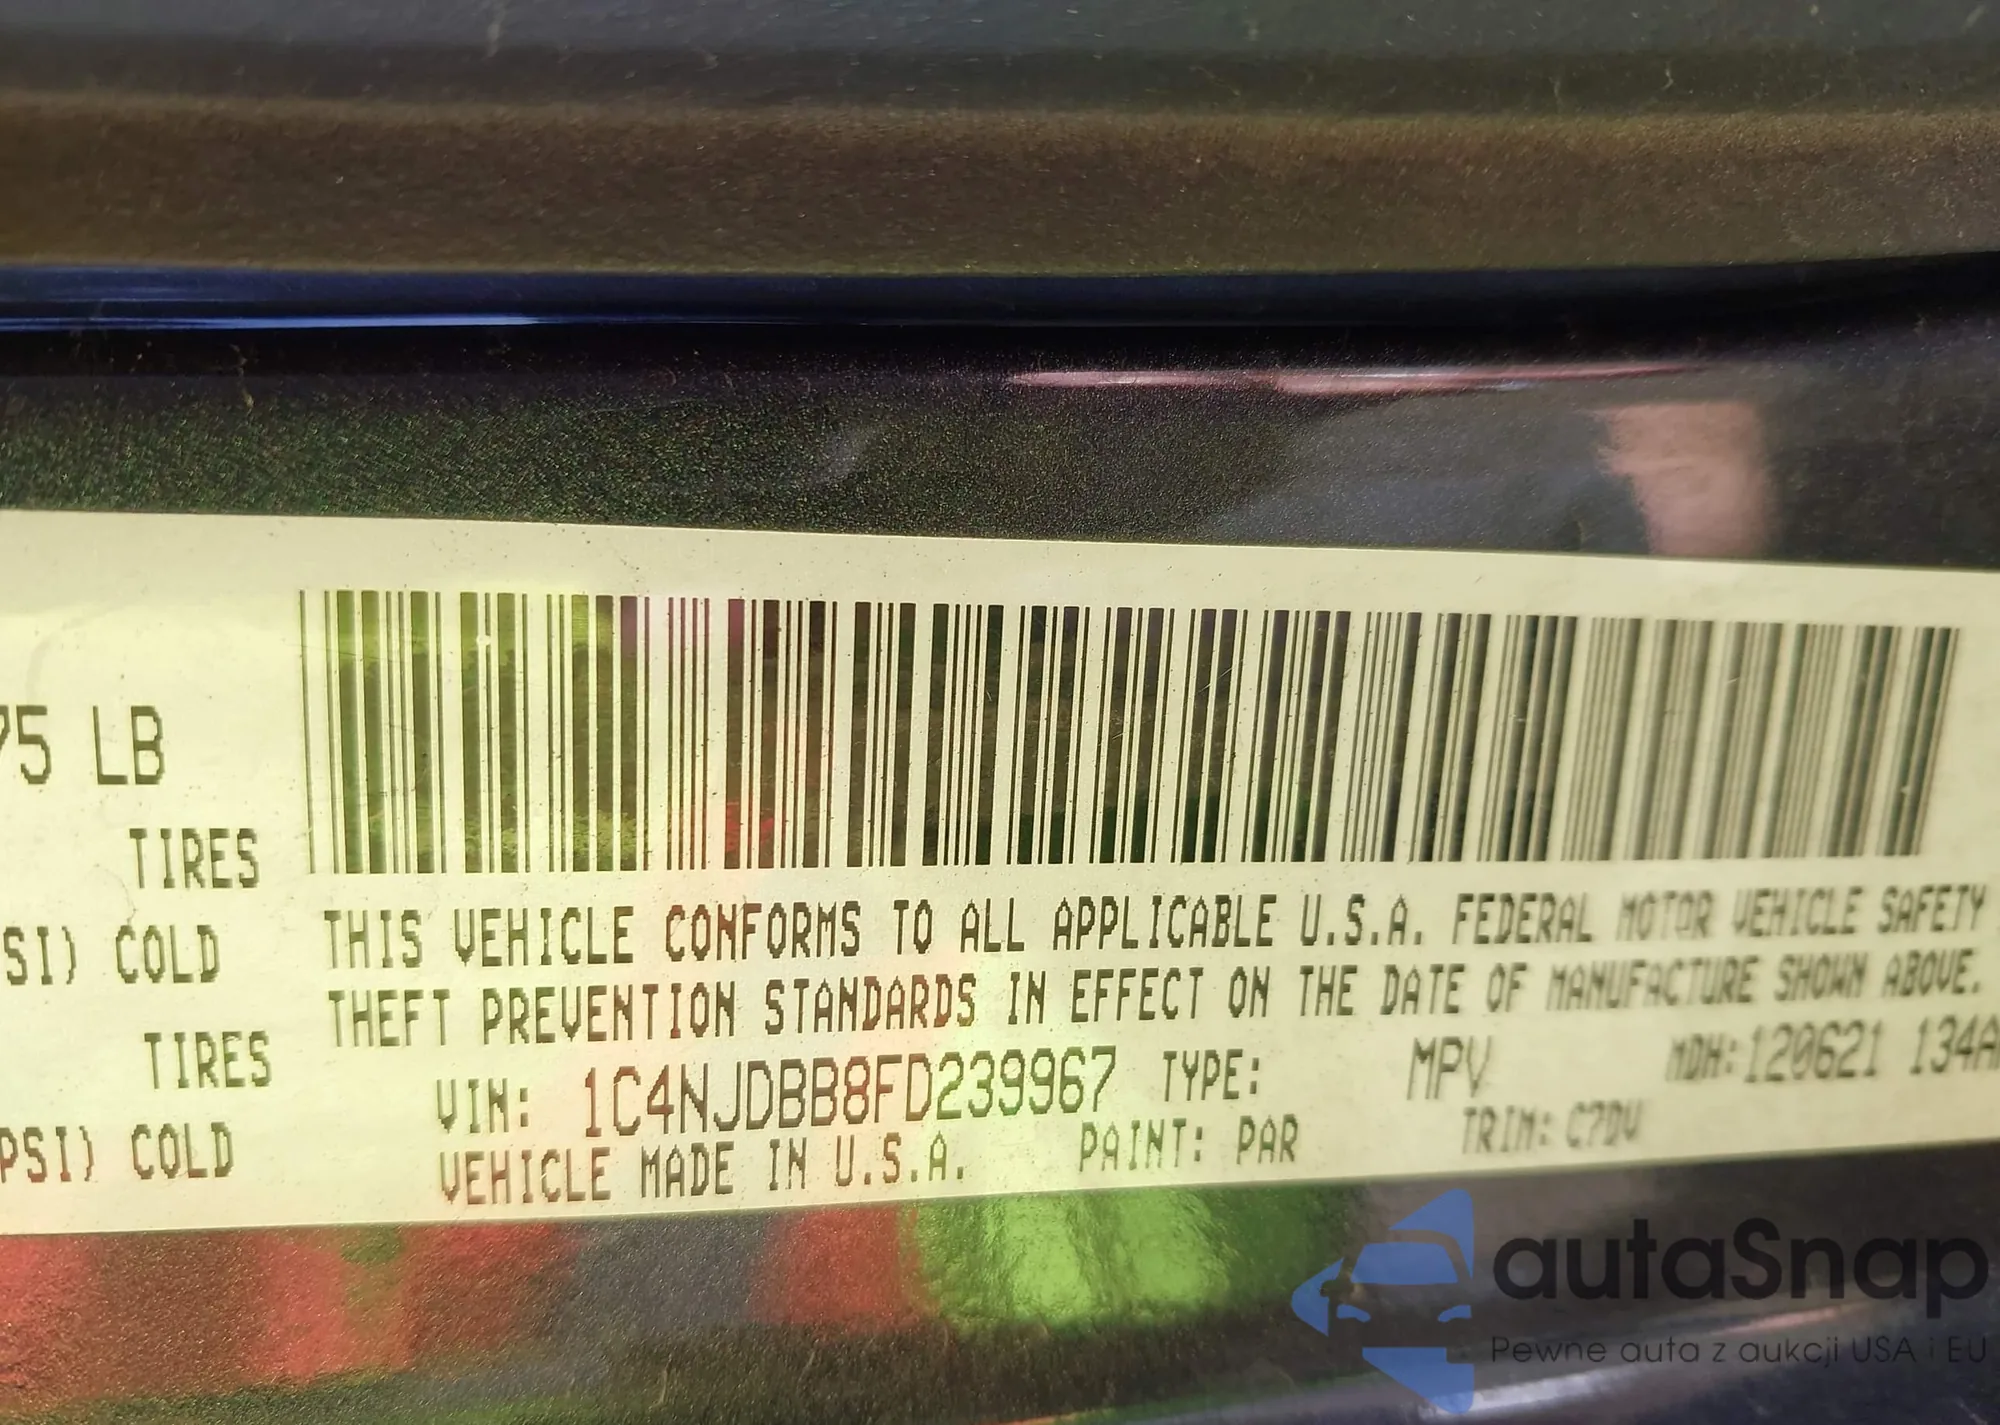 75 LB
TIRES
SI) COLD
TIRES
PSI) COLD
THIS VEHICLE CONFORMS TO ALL APPLICABLE U.S.A. FEDERAL MOTOR VEHICLE SAFETY
THEFT PREVENTION STANDARDS IN EFFECT ON THE DATE OF MANUFACTURE SHOWN ABOVE.
VIN: 1C4NJDBB8FD239967 TYPE: MPV MDH:120621 134A
VEHICLE MADE IN U.S.A. PAINT: PAR TRIM: C7DV
autaSnap
Pewne auta z aukcji USA i EU